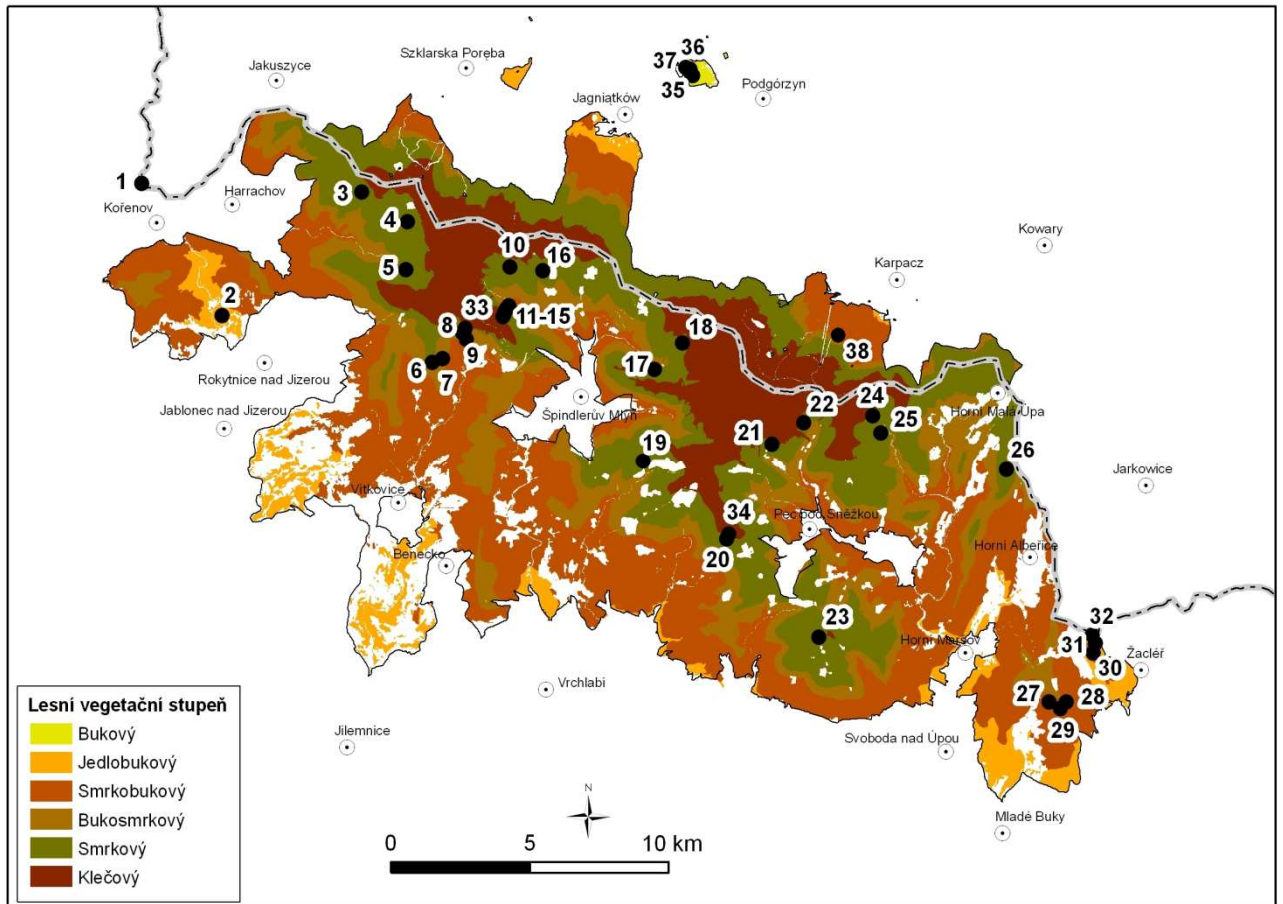 36
Szklarska Poręba
37
Jakuszyce
35
Podgórzyn
Jagniątków
1
3
Harrachov
Kořenov
4
Kowary
10
16
5
Karpacz
2
33
8
11-15
18
38
9
6
7
17
Rokytnice nad Jizerou
24
22
Horní Malá Úpa
Jablonec nad Jizerou
Špindlerův Mlýn
25
21
19
26
Jarkowice
Vítkovice
34
Pec pod Sněžkou
20
Horní Albeřice
Benecko
32
23
31
Horní Maršov
30
Žacléř
Vrchlabí
27
28
29
Lesní vegetační stupeň
Bukový
Jedlobukový
Smrkobukový
Bukosmrkový
Smrkový
Klečový
Jilemnice
Svoboda nad Úpou
N
Mladé Buky
0 5 10 km